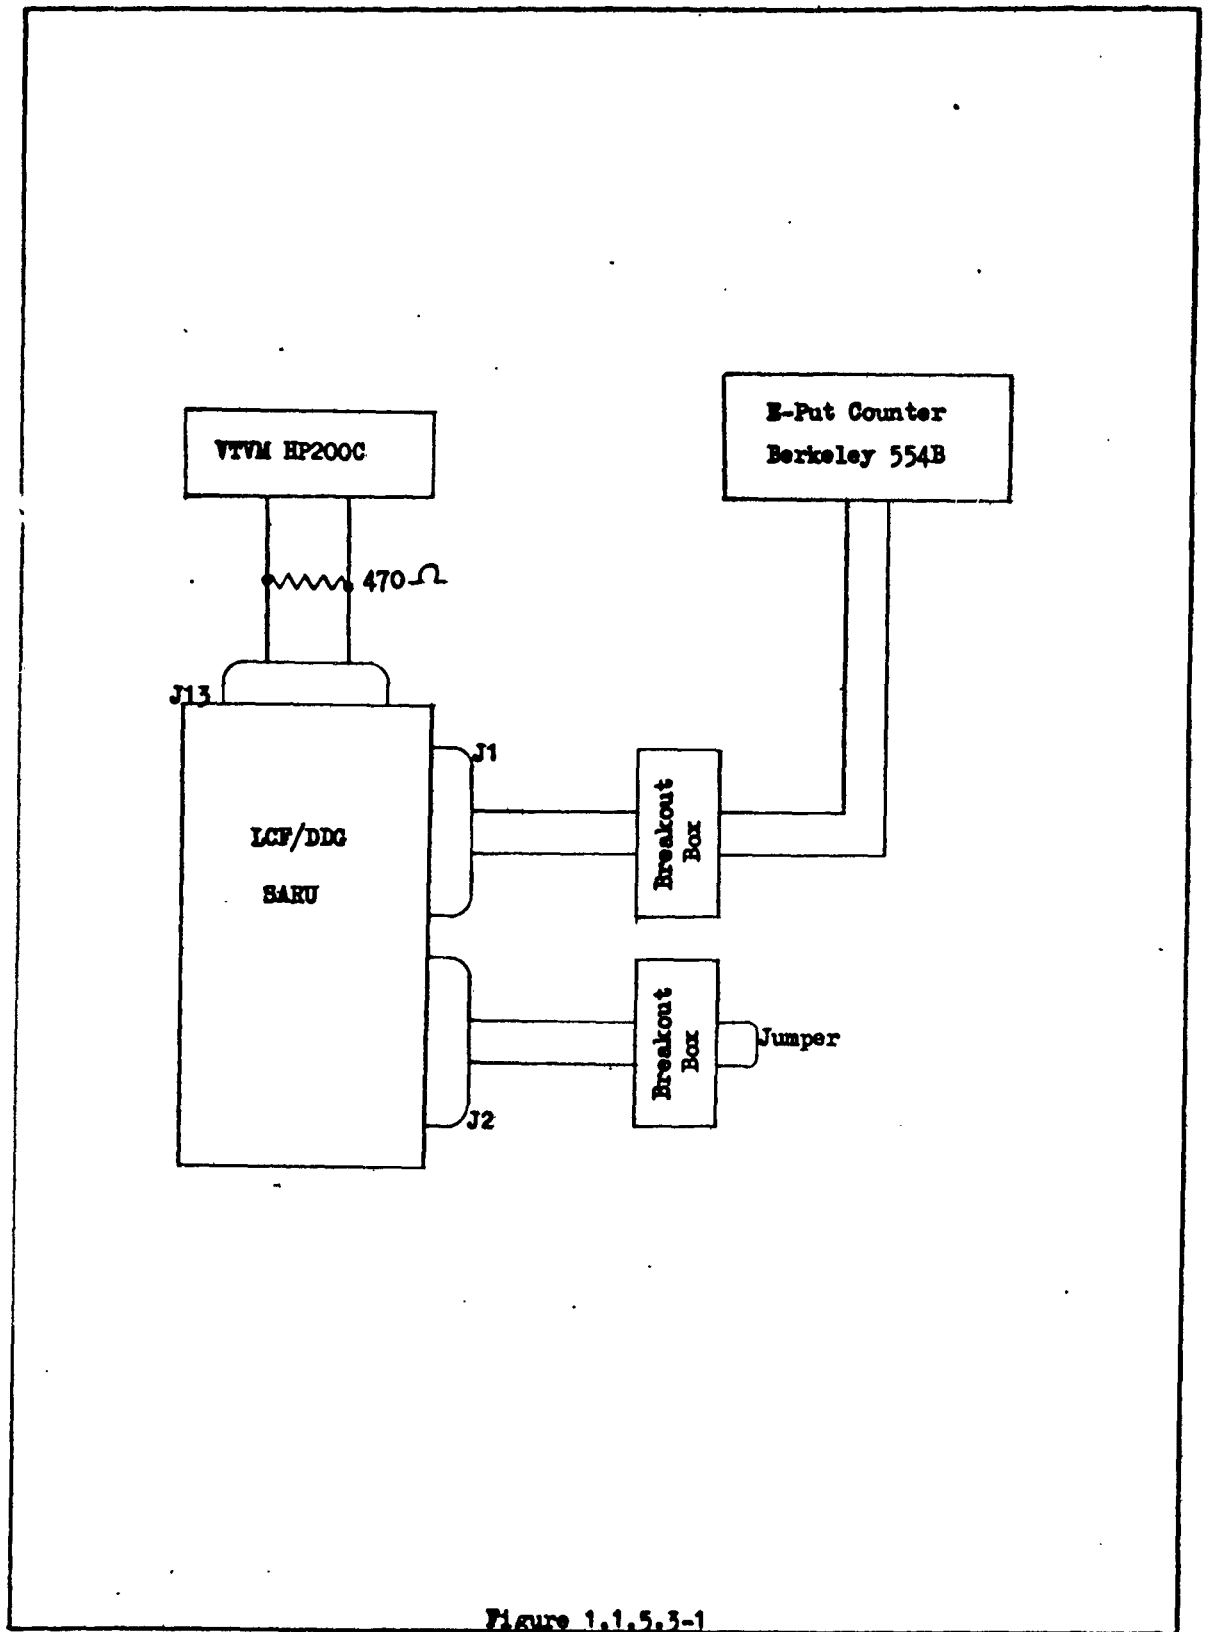 E-Put Counter
Berkeley 554B
VTVM HP200C
470 Ω
J13
J1
LCF/DDG
SARU
Breakout
Box
Breakout
Box
Jumper
J2
Figure 1.1.5.3-1